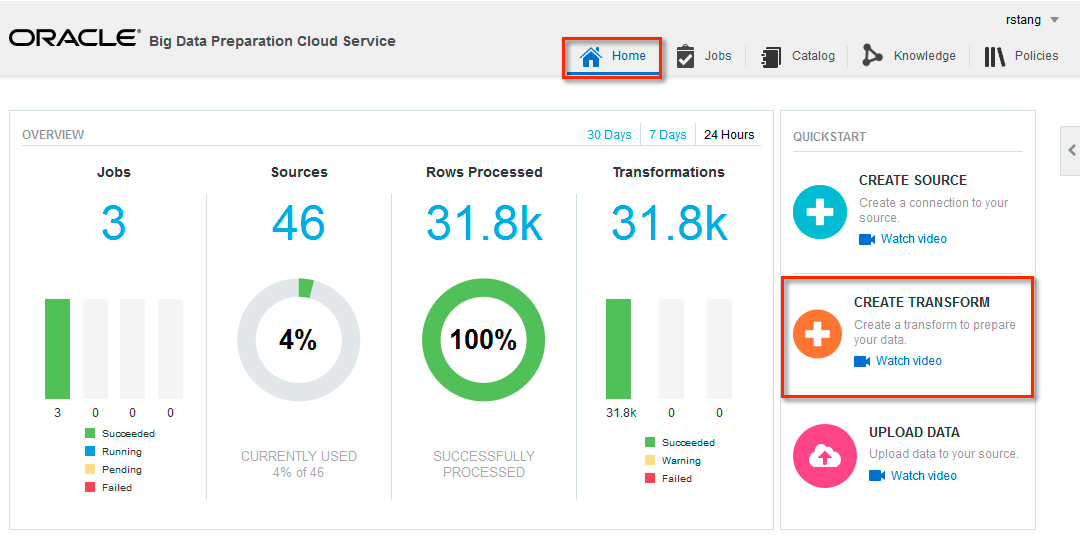 rstang
ORACLE® Big Data Preparation Cloud Service
Home
Jobs
Catalog
Knowledge
Policies
OVERVIEW
30 Days
7 Days
24 Hours
Jobs
3
3 0 0 0
Succeeded
Running
Pending
Failed
Sources
46
4%
CURRENTLY USED
4% of 46
Rows Processed
31.8k
100%
SUCCESSFULLY
PROCESSED
Transformations
31.8k
31.8k 0 0
Succeeded
Warning
Failed
QUICKSTART
CREATE SOURCE
Create a connection to your
source.
Watch video
CREATE TRANSFORM
Create a transform to prepare
your data.
Watch video
UPLOAD DATA
Upload data to your source.
Watch video